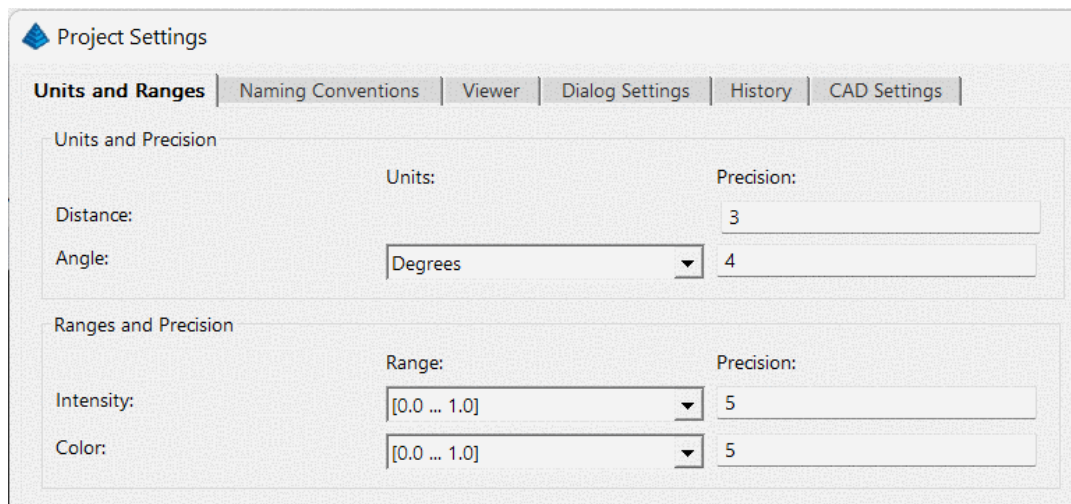 Project Settings
Units and Ranges Naming Conventions Viewer Dialog Settings History CAD Settings
Units and Precision
Units: Precision:
Distance: 3
Angle: Degrees 4
Ranges and Precision
Range: Precision:
Intensity: [0.0 ... 1.0] 5
Color: [0.0 ... 1.0] 5